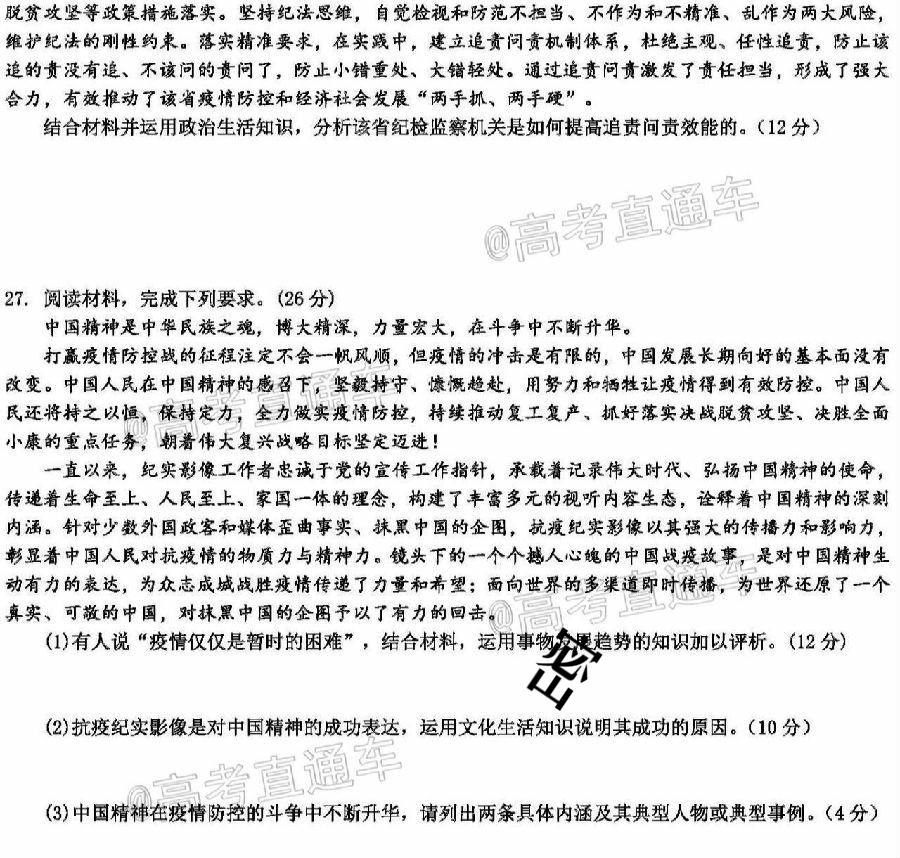 脱贫攻坚等政策措施落实。坚持纪法思维，自觉检视和防范不担当、不作为和不精准、乱作为两大风险，
维护纪法的刚性约束。落实精准要求，在实践中，建立追责问责机制体系，杜绝主观、任性追责，防止该
追的责没有追、不该问的责问了，防止小错重处、大错轻处。通过追责问责激发了责任担当，形成了强大
合力，有效推动了该省疫情防控和经济社会发展“两手抓、两手硬”。
结合材料并运用政治生活知识，分析该省纪检监察机关是如何提高追责问责效能的。(12分)
@高考直通车
27. 阅读材料，完成下列要求。(26分)
中国精神是中华民族之魂，博大精深，力量宏大，在斗争中不断升华。
打赢疫情防控战的征程注定不会一帆风顺，但疫情的冲击是有限的，中国发展长期向好的基本面没有
改变。中国人民在中国精神的感召下，坚毅持守、慷慨趋赴，用努力和牺牲让疫情得到有效防控。中国人
民还将持之以恒、保持定力，全力做实疫情防控，持续推动复工复产、抓好落实决战脱贫攻坚、决胜全面
小康的重点任务，朝着伟大复兴战略目标坚定迈进！
@高考直通车
一直以来，纪实影像工作者忠诚于党的宣传工作指针，承载着记录伟大时代、弘扬中国精神的使命，
传递着生命至上、人民至上、家国一体的理念，构建了丰富多元的视听内容生态，诠释着中国精神的深刻
内涵。针对少数外国政客和媒体歪曲事实、抹黑中国的企图，抗疫纪实影像以其强大的传播力和影响力，
彰显着中国人民对抗疫情的物质力与精神力。镜头下的一个个撼人心魄的中国战疫故事，是对中国精神生
动有力的表达，为众志成城战胜疫情传递了力量和希望；面向世界的多渠道即时传播，为世界还原了一个
真实、可敬的中国，对抹黑中国的企图予以了有力的回击。
@高考直通车
(1)有人说“疫情仅仅是暂时的困难”，结合材料，运用事物发展趋势的知识加以评析。(12分)
密
(2)抗疫纪实影像是对中国精神的成功表达，运用文化生活知识说明其成功的原因。(10分)
@高考直通车
(3)中国精神在疫情防控的斗争中不断升华，请列出两条具体内涵及其典型人物或典型事例。(4分)